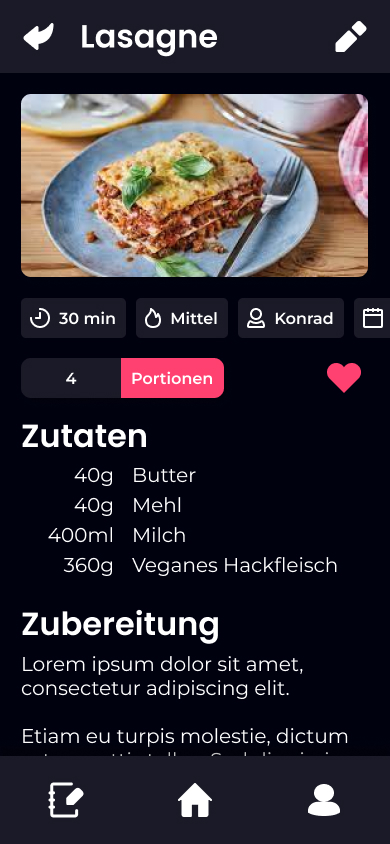 Lasagne
30 min
Mittel
Konrad
4
Portionen
Zutaten
40g Butter
40g Mehl
400ml Milch
360g Veganes Hackfleisch
Zubereitung
Lorem ipsum dolor sit amet,
consectetur adipiscing elit.
Etiam eu turpis molestie, dictum